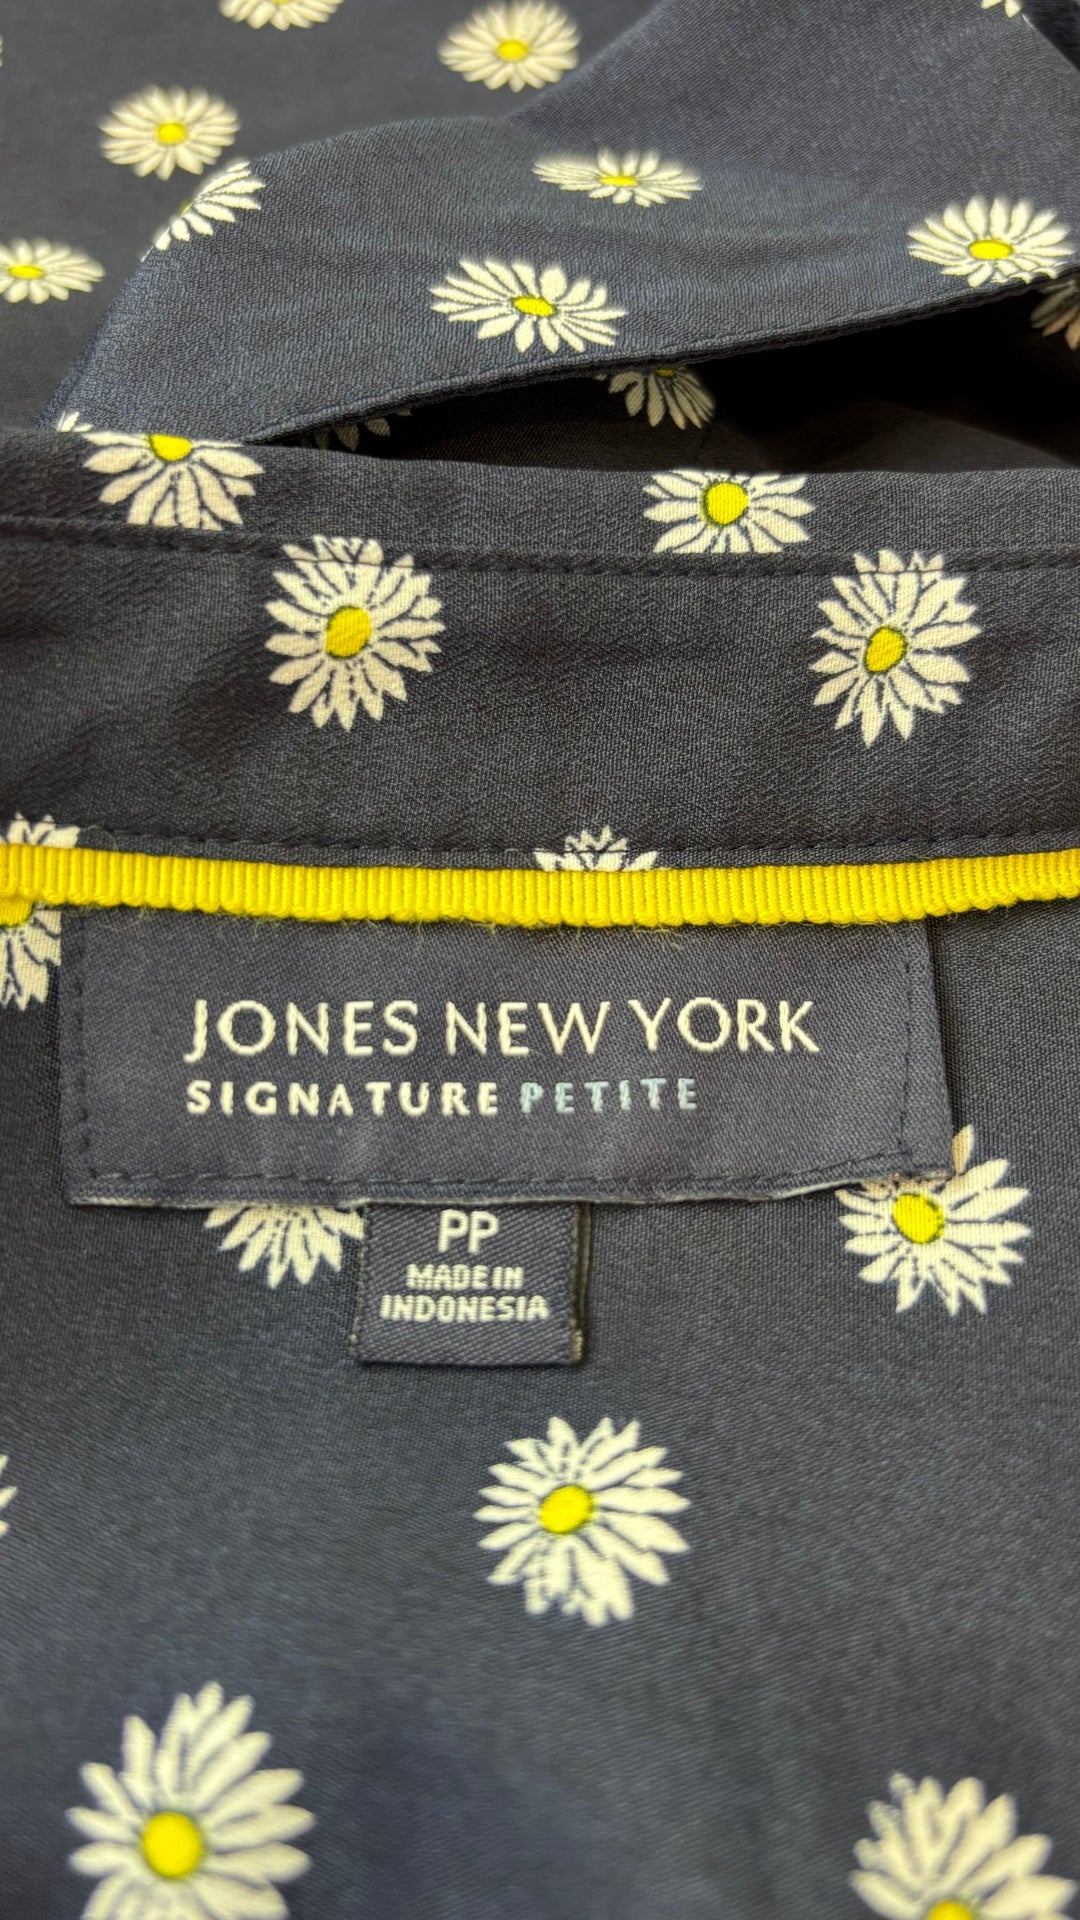 JONES NEW YORK
SIGNATURE PETITE
PP
MADE IN
INDONESIA